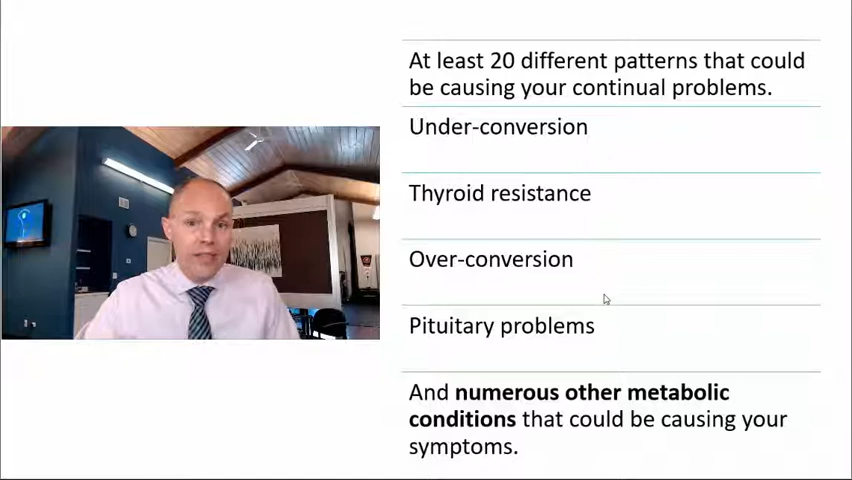 At least 20 different patterns that could
be causing your continual problems.
Under-conversion
Thyroid resistance
Over-conversion
Pituitary problems
And numerous other metabolic
conditions that could be causing your
symptoms.